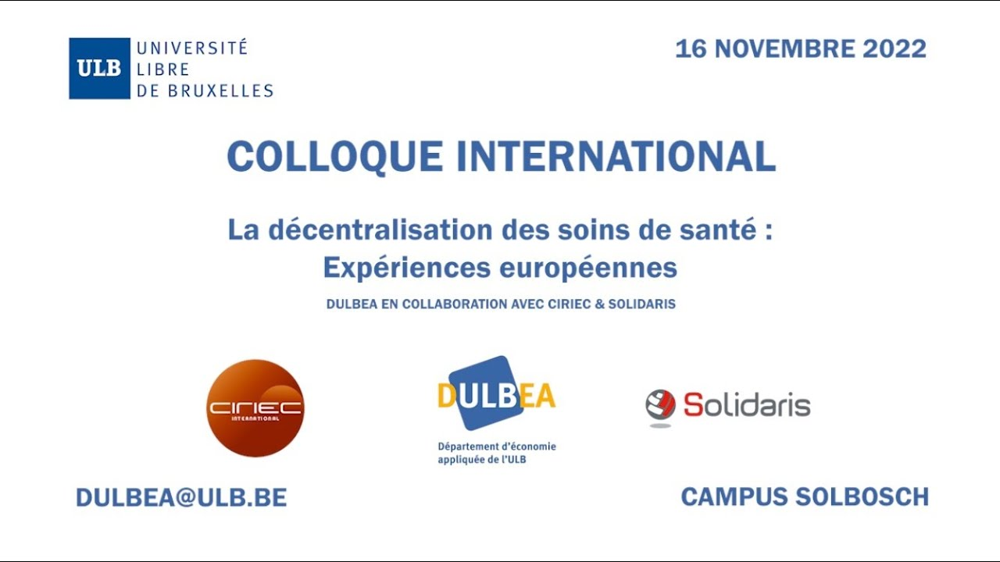 ULB
UNIVERSITÉ
LIBRE
DE BRUXELLES
16 NOVEMBRE 2022
COLLOQUE INTERNATIONAL
La décentralisation des soins de santé :
Expériences européennes
DULBEA EN COLLABORATION AVEC CIRIEC & SOLIDARIS
CIRIEC
INTERNATIONAL
DULBEA
Département d'économie
appliquée de l'ULB
Solidaris
DULBEA@ULB.BE
CAMPUS SOLBOSCH